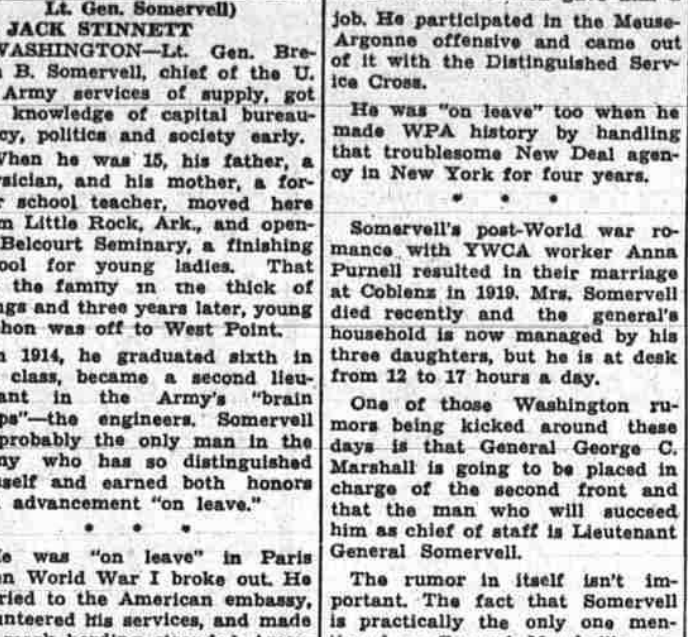 Lt. Gen. Somervell)
JACK STINNETT
WASHINGTON—Lt. Gen. Bre-
B. Somervell, chief of the U.
Army services of supply, got
knowledge of capital bureau-
cy, politics and society early.
When he was 15, his father, a
sician, and his mother, a for-
r school teacher, moved here
m Little Rock, Ark., and open-
Belcourt Seminary, a finishing
ool for young ladies. That
the family in the thick of
ngs and three years later, young
hon was off to West Point.
n 1914, he graduated sixth in
class, became a second lieu-
ant in the Army's "brain
ps"—the engineers. Somervell
probably the only man in the
my who has so distinguished
self and earned both honors
advancement "on leave."
* * *
e was "on leave" in Paris
en World War I broke out. He
ried to the American embassy,
unteered his services, and made
job. He participated in the Meuse-
Argonne offensive and came out
of it with the Distinguished Serv-
ice Cross.
He was "on leave" too when he
made WPA history by handling
that troublesome New Deal agen-
cy in New York for four years.
* * *
Somervell's post-World war ro-
mance with YWCA worker Anna
Purnell resulted in their marriage
at Coblenz in 1919. Mrs. Somervell
died recently and the general's
household is now managed by his
three daughters, but he is at desk
from 12 to 17 hours a day.
One of those Washington ru-
mors being kicked around these
days is that General George C.
Marshall is going to be placed in
charge of the second front and
that the man who will succeed
him as chief of staff is Lieutenant
General Somervell.
The rumor in itself isn't im-
portant. The fact that Somervell
is practically the only one men-